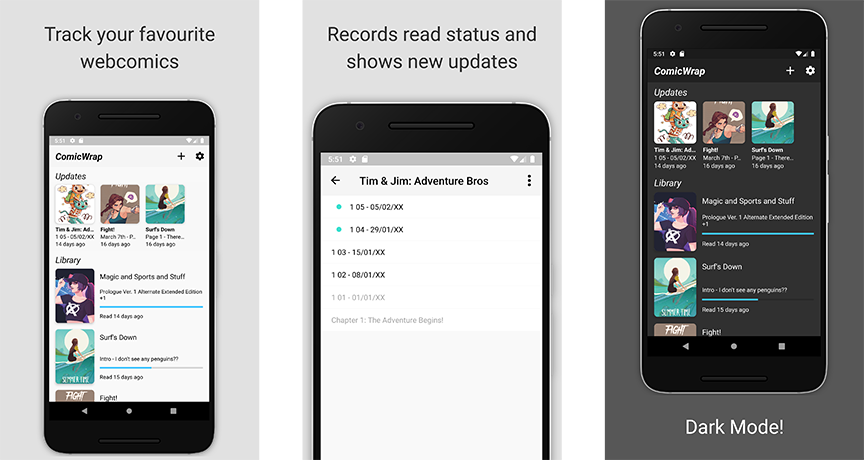 Track your favourite
webcomics
5:51
ComicWrap
Updates
Tim & Jim: Ad...
1 05 - 05/02/XX
14 days ago
Fight!
March 7th - P...
16 days ago
Surf's Down
Page 1 - There...
16 days ago
Library
Magic and Sports and Stuff
Prologue Ver. 1 Alternate Extended Edition
+1
Read 14 days ago
Surf's Down
Intro - I don't see any penguins??
SUMMER TIME
Read 15 days ago
Fight!
FIGHT
Records read status and
shows new updates
5:51
Tim & Jim: Adventure Bros
1 05 - 05/02/XX
1 04 - 29/01/XX
1 03 - 15/01/XX
1 02 - 08/01/XX
1 01 - 01/01/XX
Chapter 1: The Adventure Begins!
5:51
ComicWrap
Updates
Tim & Jim: Ad...
1 05 - 05/02/XX
14 days ago
Fight!
March 7th - P...
16 days ago
Surf's Down
Page 1 - There...
16 days ago
Library
Magic and Sports and Stuff
Prologue Ver. 1 Alternate Extended Edition
+1
Read 14 days ago
Surf's Down
Intro - I don't see any penguins??
SUMMER TIME
Read 15 days ago
Fight!
FIGHT
Dark Mode!